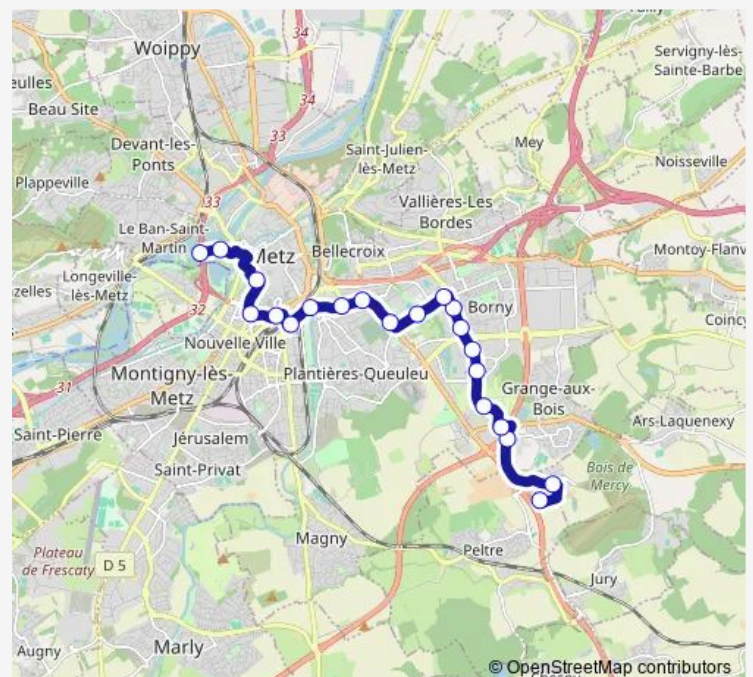 Woippy
34
34
33
33
32
31
Servigny-lès-
Sainte-Barbe
Beau Site
Devant-les-
Ponts
Saint-Julien-
lès-Metz
Mey
Noisseville
Plappeville
Vallières-Les
Bordes
Le Ban-Saint-
Martin
Metz
Bellecroix
Montoy-Flanv
Longeville-
lès-Metz
zelles
Borny
Coincy
Nouvelle Ville
Montigny-lès-
Metz
Plantières-Queuleu
Grange-aux-
Bois
Ars-Laquenexy
Saint-Pierre
Jérusalem
Saint-Privat
Bois de
Mercy
Magny
Peltre
Plateau
de Frescaty
D 5
Jury
Augny
Marly
© OpenStreetMap contributors